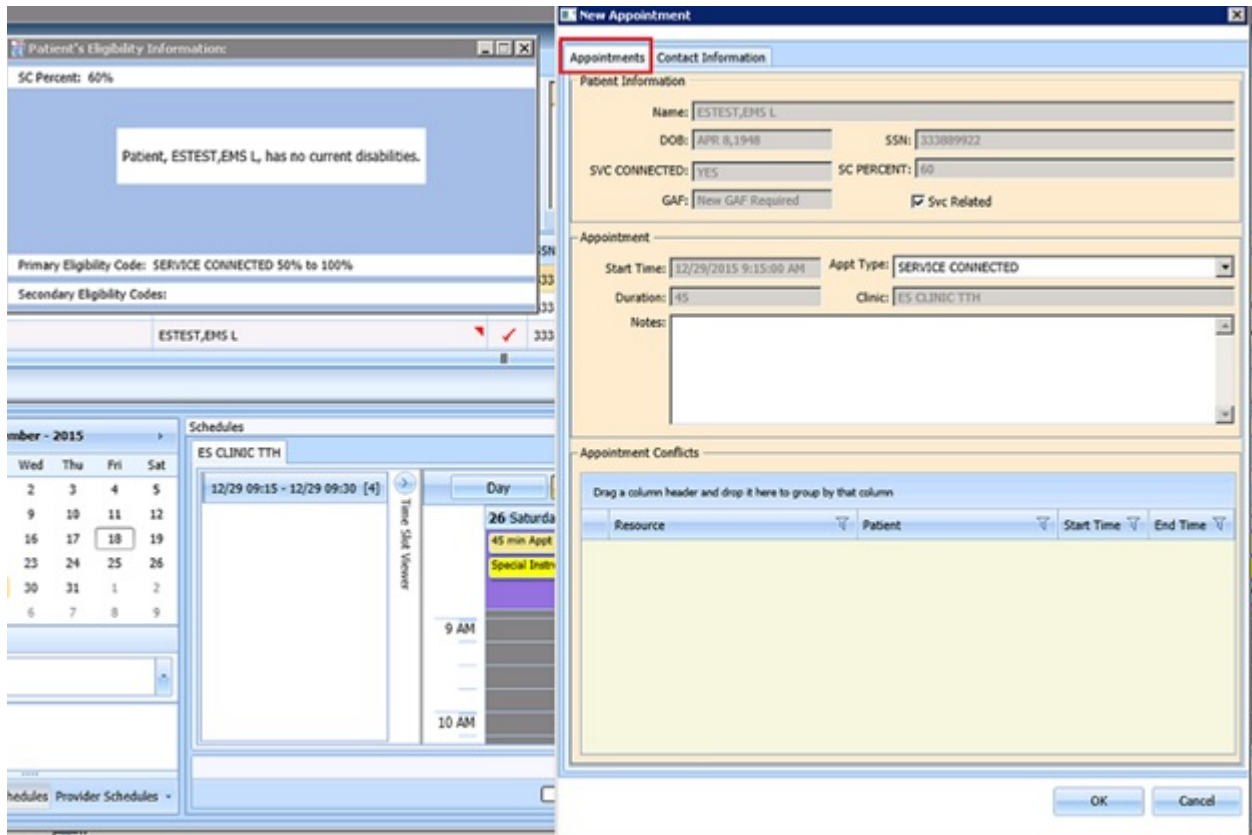 Patient's Eligibility Information:
SC Percent: 60%
Patient, ESTEST,EMS L, has no current disabilities.
Primary Eligibility Code: SERVICE CONNECTED 50% to 100%
Secondary Eligibility Codes:
ESTEST,EMS L
333
mber - 2015
Wed Thu Fri Sat
2 3 4 5
9 10 11 12
16 17 18 19
23 24 25 26
30 31 1 2
6 7 8 9
hedules Provider Schedules
Schedules
ES CLINIC TTH
12/29 09:15 - 12/29 09:30 [4]
Time Slot Viewer
Day
26 Saturda
45 min Appt
Special Instr
9 AM
10 AM
New Appointment
Appointments Contact Information
Patient Information
Name: ESTEST,EMS L
DOB: APR 8,1948 SSN: 333889922
SVC CONNECTED: YES SC PERCENT: 60
GAF: New GAF Required Svc Related
Appointment
Start Time: 12/29/2015 9:15:00 AM Appt Type: SERVICE CONNECTED
Duration: 45 Clinic: ES CLINIC TTH
Notes:
Appointment Conflicts
Drag a column header and drop it here to group by that column
Resource Patient Start Time End Time
OK Cancel